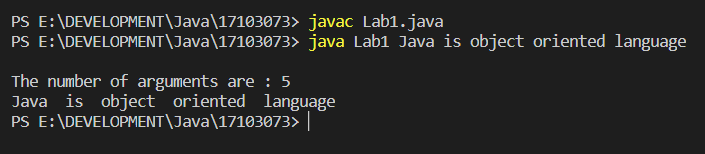 PS E:\DEVELOPMENT\Java\17103073> javac Lab1.java
PS E:\DEVELOPMENT\Java\17103073> java Lab1 Java is object oriented language
The number of arguments are : 5
Java  is  object  oriented  language
PS E:\DEVELOPMENT\Java\17103073>